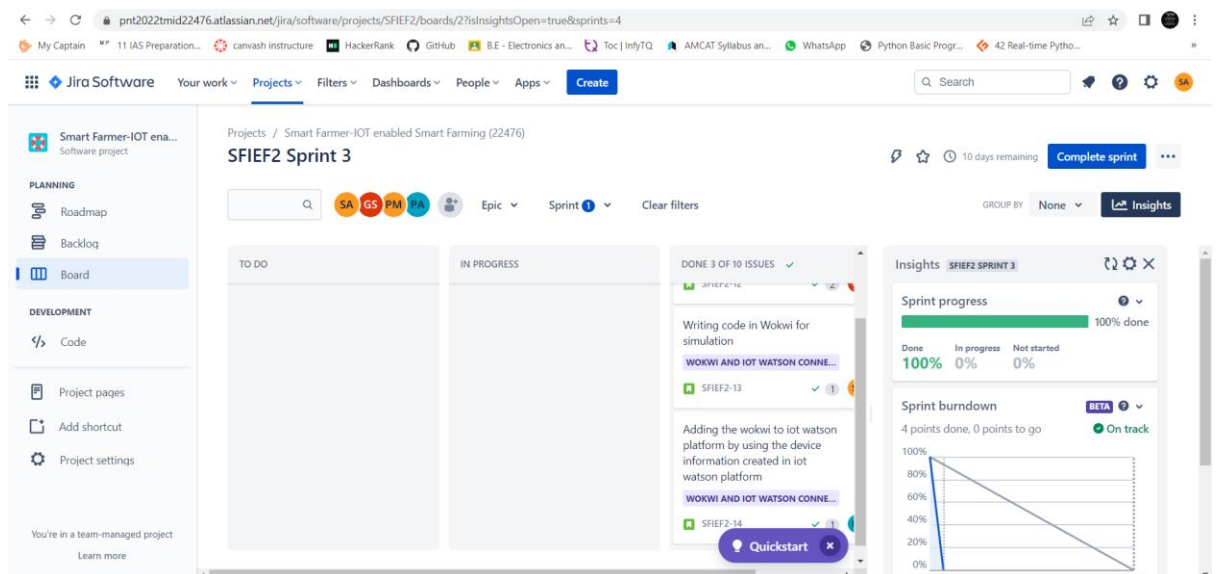 pnt2022tmid22476.atlassian.net/jira/software/projects/SFIEF2/boards/2?isInsightsOpen=true&sprints=4
My Captain
11 IAS Preparation...
canvash instructure
HackerRank
GitHub
B.E - Electronics an...
Toc | InfyTQ
AMCAT Syllabus an...
WhatsApp
Python Basic Progr...
42 Real-time Pytho...
»
Jira Software
Your work
Projects
Filters
Dashboards
People
Apps
Create
Search
SA
Smart Farmer-IOT ena...
Software project
PLANNING
Roadmap
Backlog
Board
DEVELOPMENT
Code
Project pages
Add shortcut
Project settings
You're in a team-managed project
Learn more
Projects / Smart Farmer-IOT enabled Smart Farming (22476)
SFIEF2 Sprint 3
10 days remaining
Complete sprint
SA GS PM PA
Epic
Sprint 1
Clear filters
GROUP BY None
Insights
TO DO
IN PROGRESS
DONE 3 OF 10 ISSUES
SFIEF2-12
2
Writing code in Wokwi for
simulation
WOKWI AND IOT WATSON CONNE...
SFIEF2-13
1
Adding the wokwi to iot watson
platform by using the device
information created in iot
watson platform
WOKWI AND IOT WATSON CONNE...
SFIEF2-14
1
Quickstart
Insights SFIEF2 SPRINT 3
Sprint progress
100% done
Done In progress Not started
100% 0% 0%
Sprint burndown
BETA
4 points done, 0 points to go
On track
100%
80%
60%
40%
20%
0%